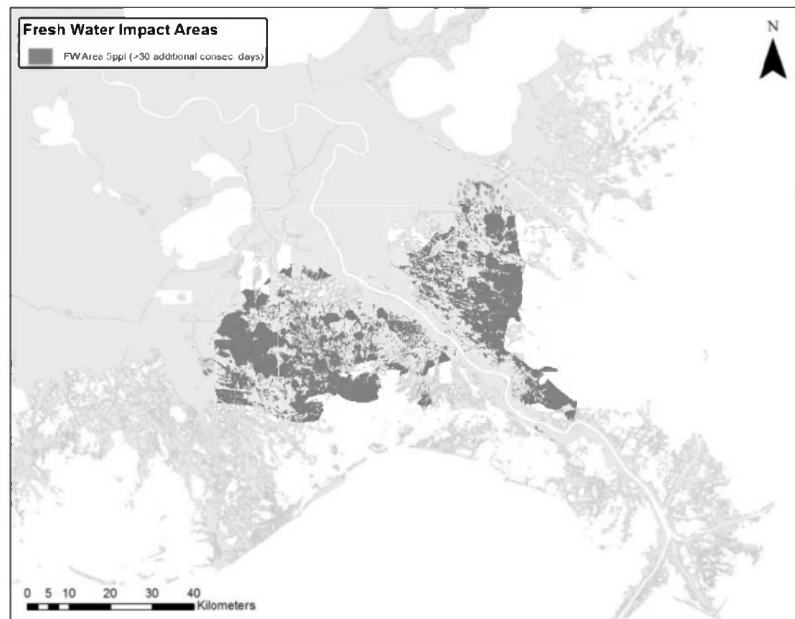 Fresh Water Impact Areas
FW Area 5ppt (>30 additional consec. days)
N
0 5 10 20 30 40
Kilometers